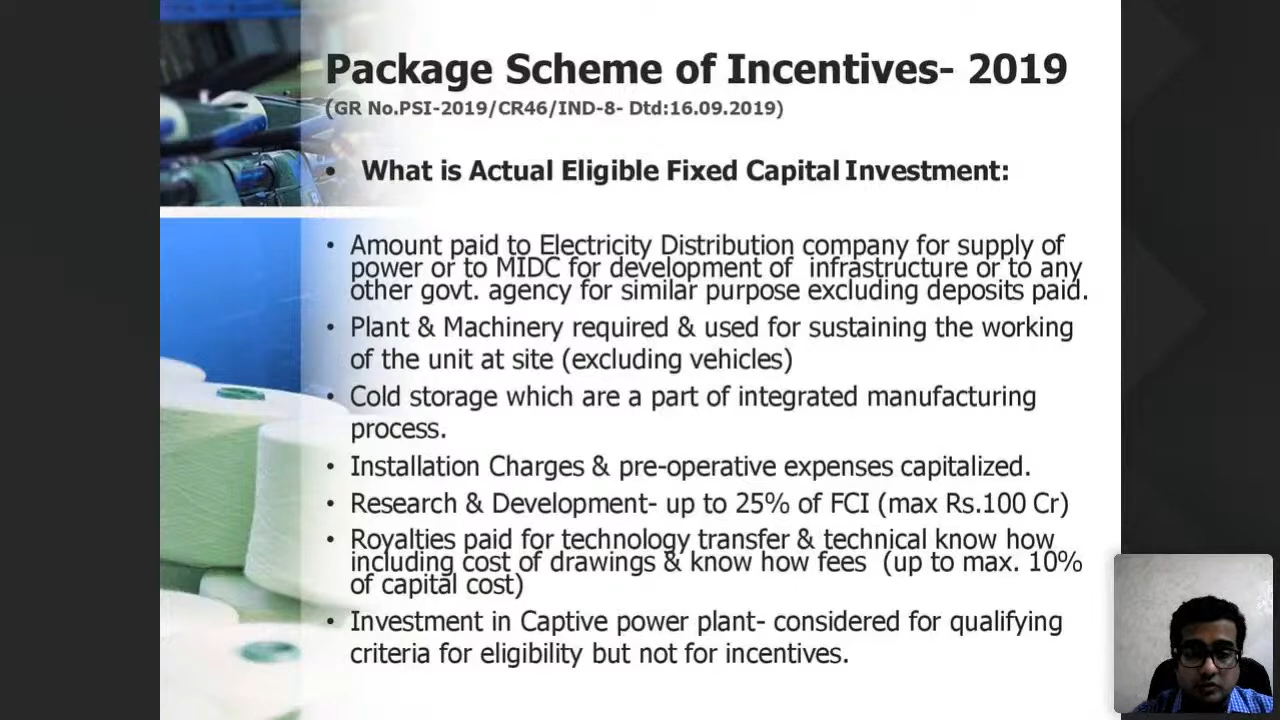 Package Scheme of Incentives- 2019
(GR No.PSI-2019/CR46/IND-8- Dtd:16.09.2019)
• What is Actual Eligible Fixed Capital Investment:
• Amount paid to Electricity Distribution company for supply of
power or to MIDC for development of infrastructure or to any
other govt. agency for similar purpose excluding deposits paid.
• Plant & Machinery required & used for sustaining the working
of the unit at site (excluding vehicles)
• Cold storage which are a part of integrated manufacturing
process.
• Installation Charges & pre-operative expenses capitalized.
• Research & Development- up to 25% of FCI (max Rs.100 Cr)
• Royalties paid for technology transfer & technical know how
including cost of drawings & know how fees (up to max. 10%
of capital cost)
• Investment in Captive power plant- considered for qualifying
criteria for eligibility but not for incentives.